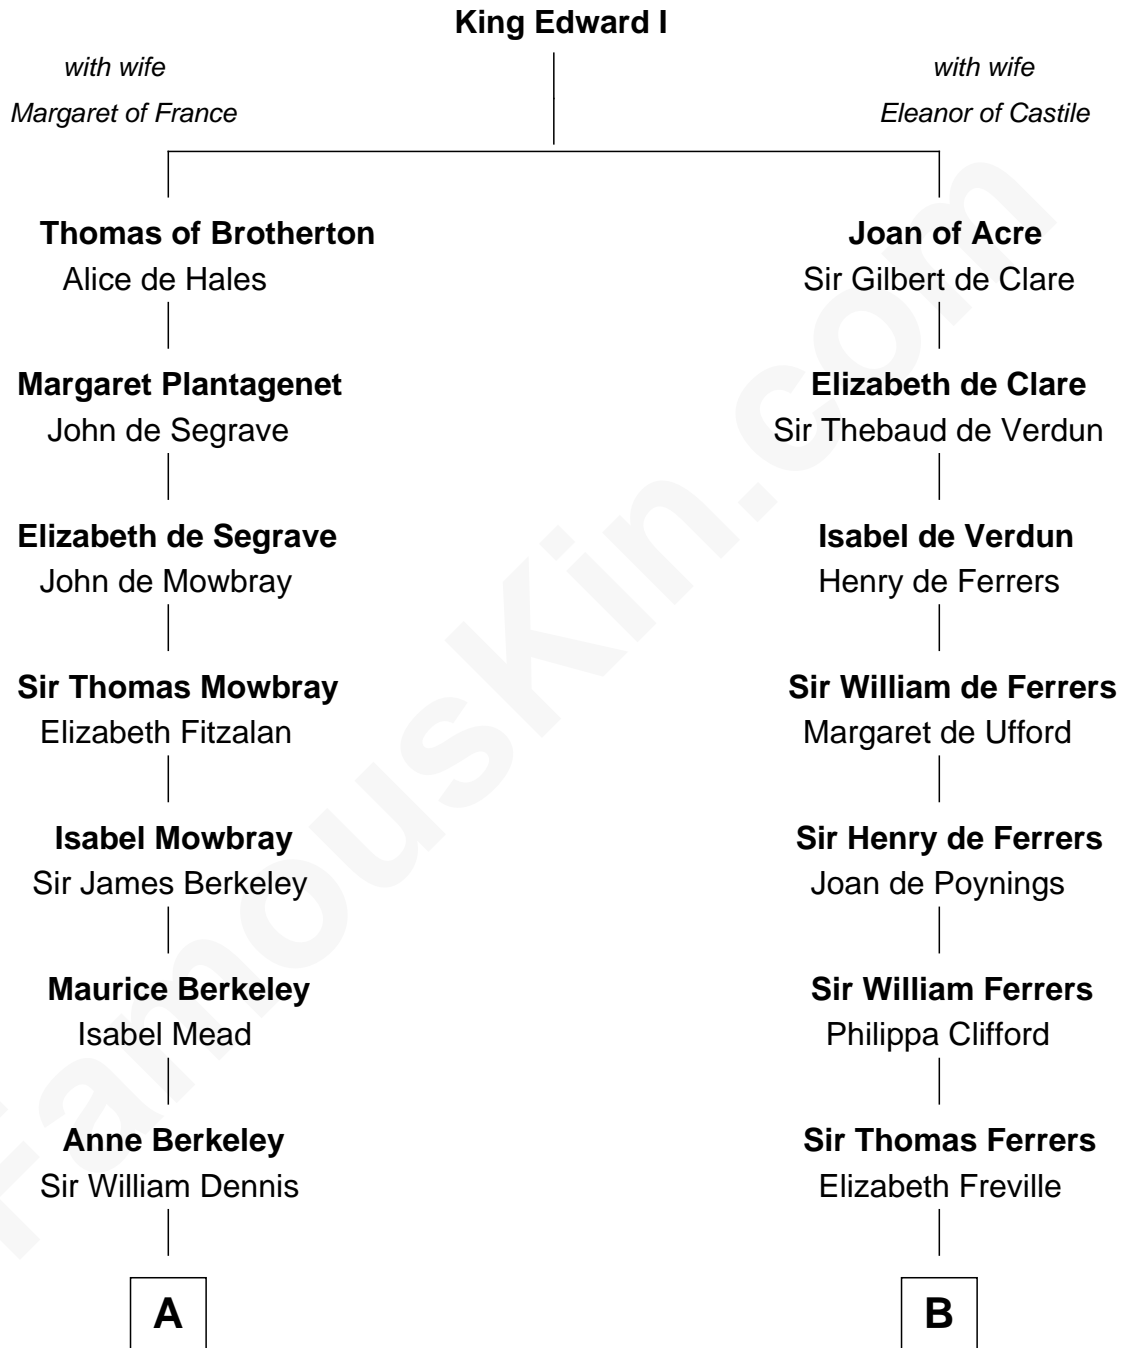 King Edward I
with wife
Margaret of France
with wife
Eleanor of Castile
Thomas of Brotherton
Alice de Hales
Joan of Acre
Sir Gilbert de Clare
Margaret Plantagenet
John de Segrave
Elizabeth de Clare
Sir Thebaud de Verdun
Elizabeth de Segrave
John de Mowbray
Isabel de Verdun
Henry de Ferrers
Sir Thomas Mowbray
Elizabeth Fitzalan
Sir William de Ferrers
Margaret de Ufford
Isabel Mowbray
Sir James Berkeley
Sir Henry de Ferrers
Joan de Poynings
Maurice Berkeley
Isabel Mead
Sir William Ferrers
Philippa Clifford
Anne Berkeley
Sir William Dennis
Sir Thomas Ferrers
Elizabeth Freville
A
B
FamousKin.com